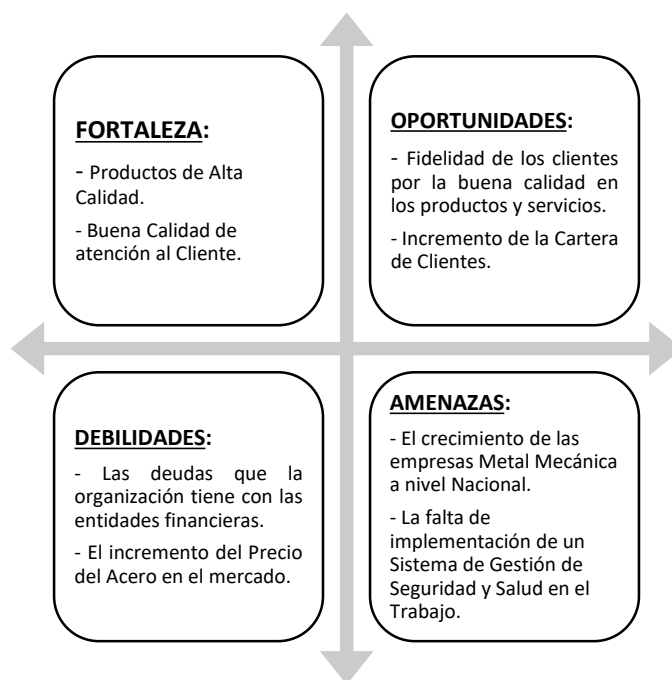 FORTALEZA:
- Productos de Alta
Calidad.
- Buena Calidad de
atención al Cliente.
OPORTUNIDADES:
- Fidelidad de los clientes
por la buena calidad en
los productos y servicios.
- Incremento de la Cartera
de Clientes.
DEBILIDADES:
- Las deudas que la
organización tiene con las
entidades financieras.
- El incremento del Precio
del Acero en el mercado.
AMENAZAS:
- El crecimiento de las
empresas Metal Mecánica
a nivel Nacional.
- La falta de
implementación de un
Sistema de Gestión de
Seguridad y Salud en el
Trabajo.